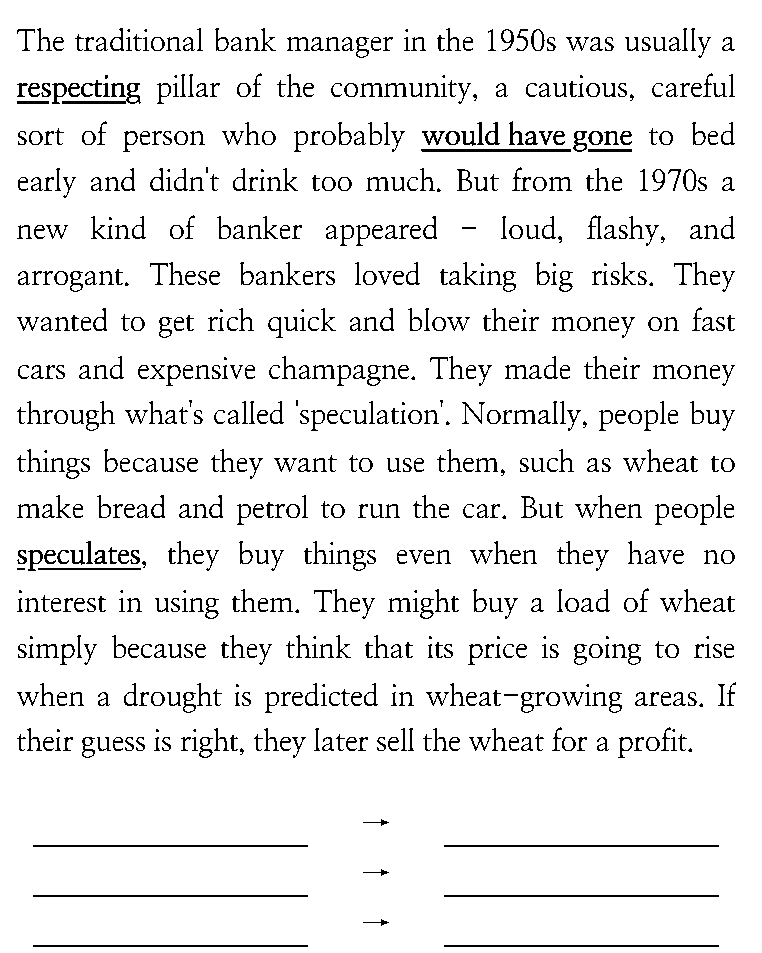 The traditional bank manager in the 1950s was usually a
respecting pillar of the community, a cautious, careful
sort of person who probably would have gone to bed
early and didn't drink too much. But from the 1970s a
new kind of banker appeared - loud, flashy, and
arrogant. These bankers loved taking big risks. They
wanted to get rich quick and blow their money on fast
cars and expensive champagne. They made their money
through what's called 'speculation'. Normally, people buy
things because they want to use them, such as wheat to
make bread and petrol to run the car. But when people
speculates, they buy things even when they have no
interest in using them. They might buy a load of wheat
simply because they think that its price is going to rise
when a drought is predicted in wheat-growing areas. If
their guess is right, they later sell the wheat for a profit.
→
→
→